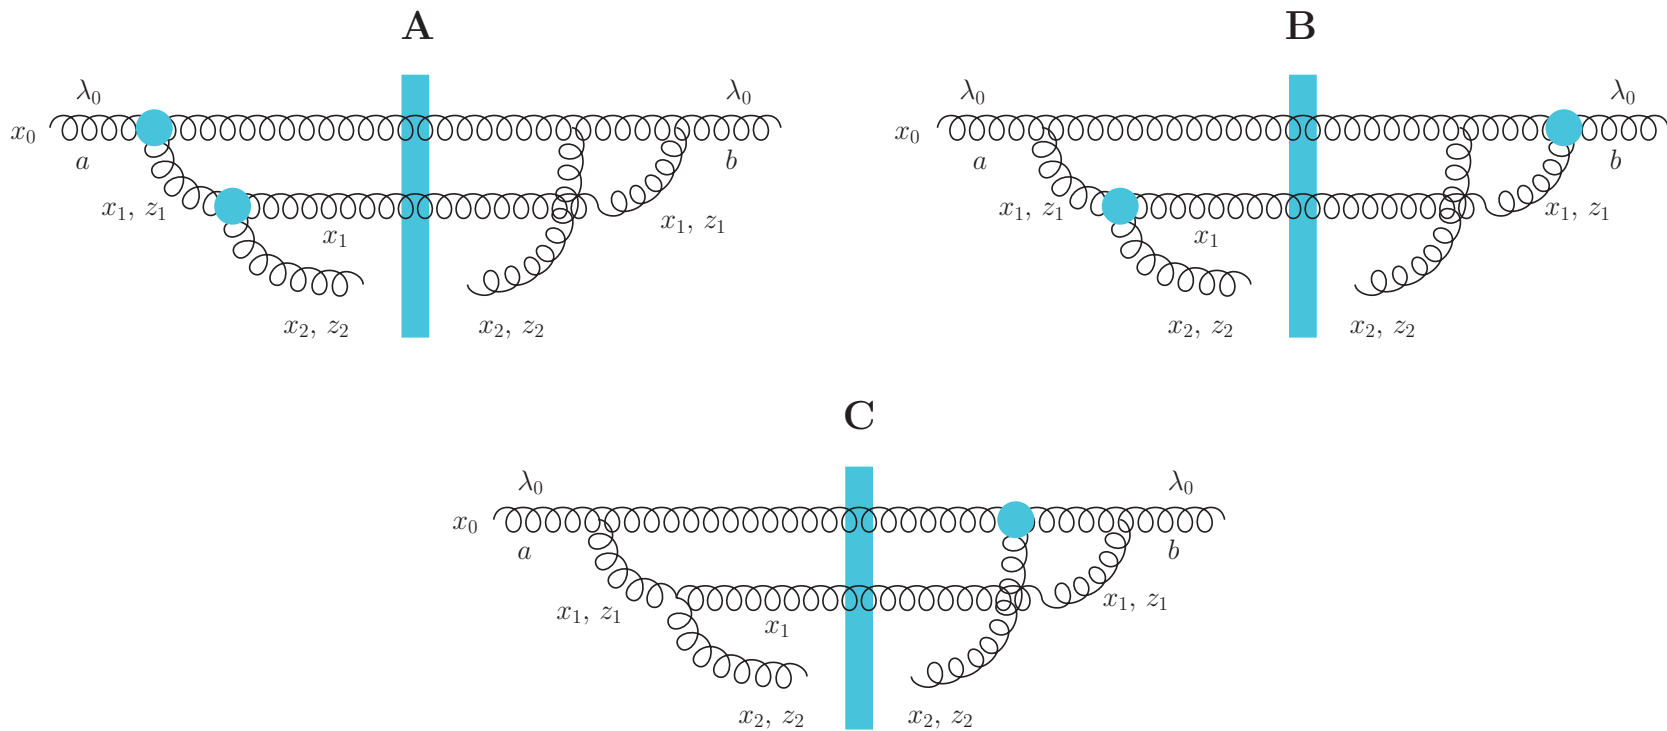 A
B
λ₀ λ₀ λ₀ λ₀
x₀ x₀
a b a b
x₁, z₁ x₁ x₁, z₁ x₁, z₁ x₁ x₁, z₁
x₂, z₂ x₂, z₂ x₂, z₂ x₂, z₂
C
λ₀ λ₀
x₀
a b
x₁, z₁ x₁ x₁, z₁
x₂, z₂ x₂, z₂